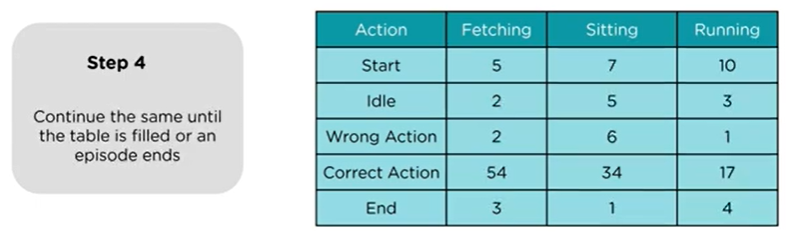 Step 4
Continue the same until
the table is filled or an
episode ends
Action Fetching Sitting Running
Start 5 7 10
Idle 2 5 3
Wrong Action 2 6 1
Correct Action 54 34 17
End 3 1 4